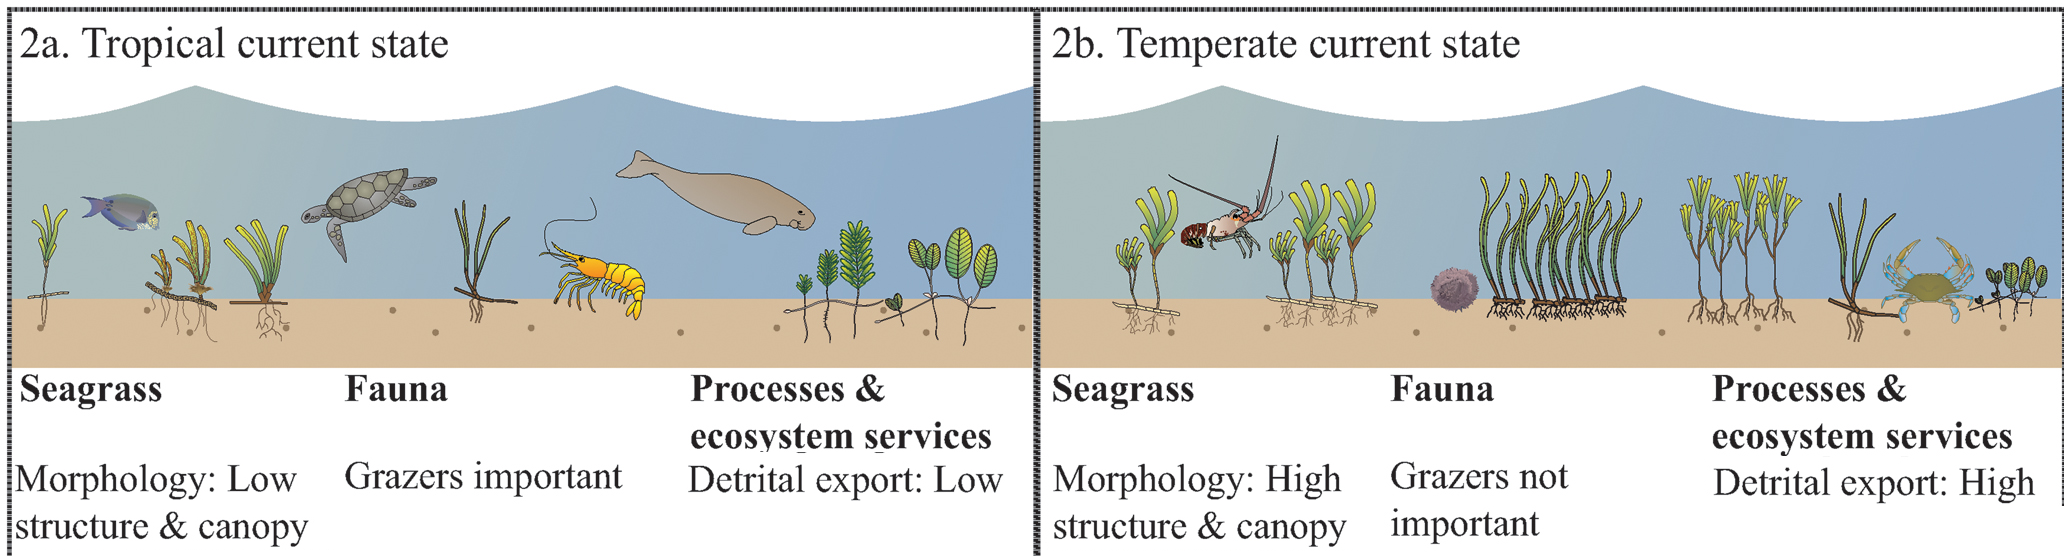 2a. Tropical current state
Seagrass
Fauna
Processes &
ecosystem services
Morphology: Low
structure & canopy
Grazers important
Detrital export: Low
2b. Temperate current state
Seagrass
Fauna
Processes &
ecosystem services
Morphology: High
structure & canopy
Grazers not
important
Detrital export: High